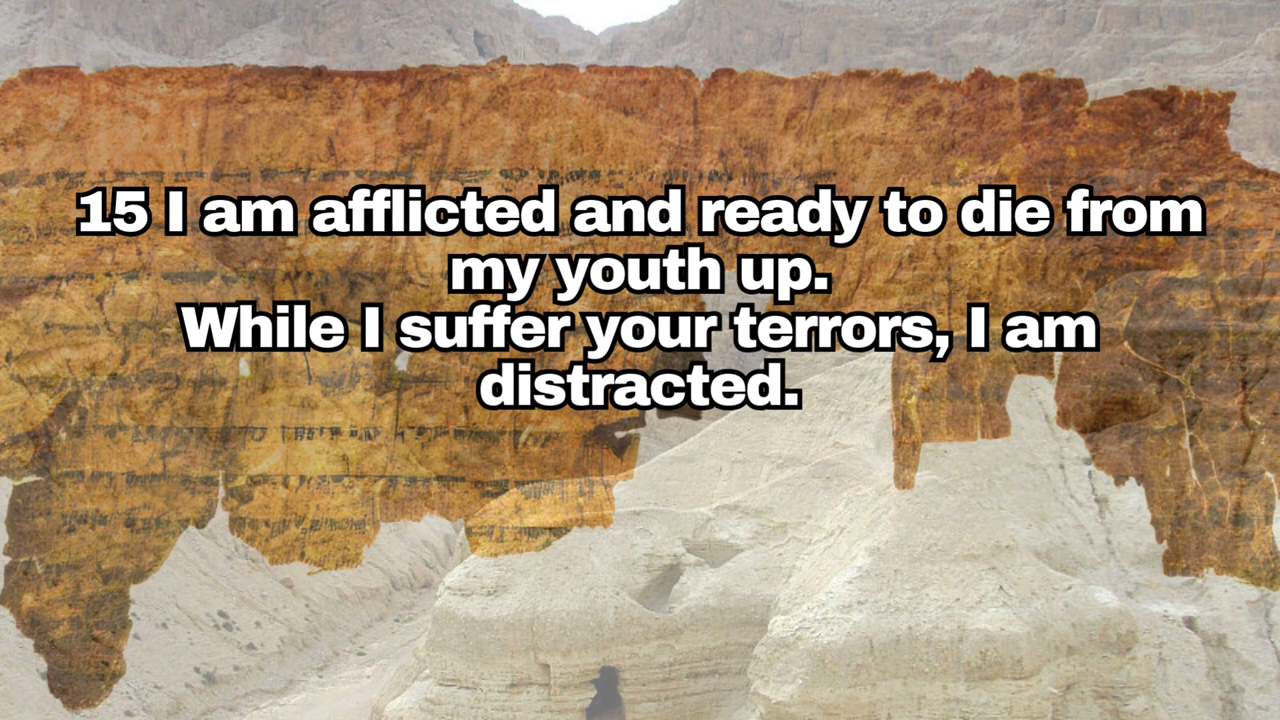 15 I am afflicted and ready to die from
my youth up.
While I suffer your terrors, I am
distracted.